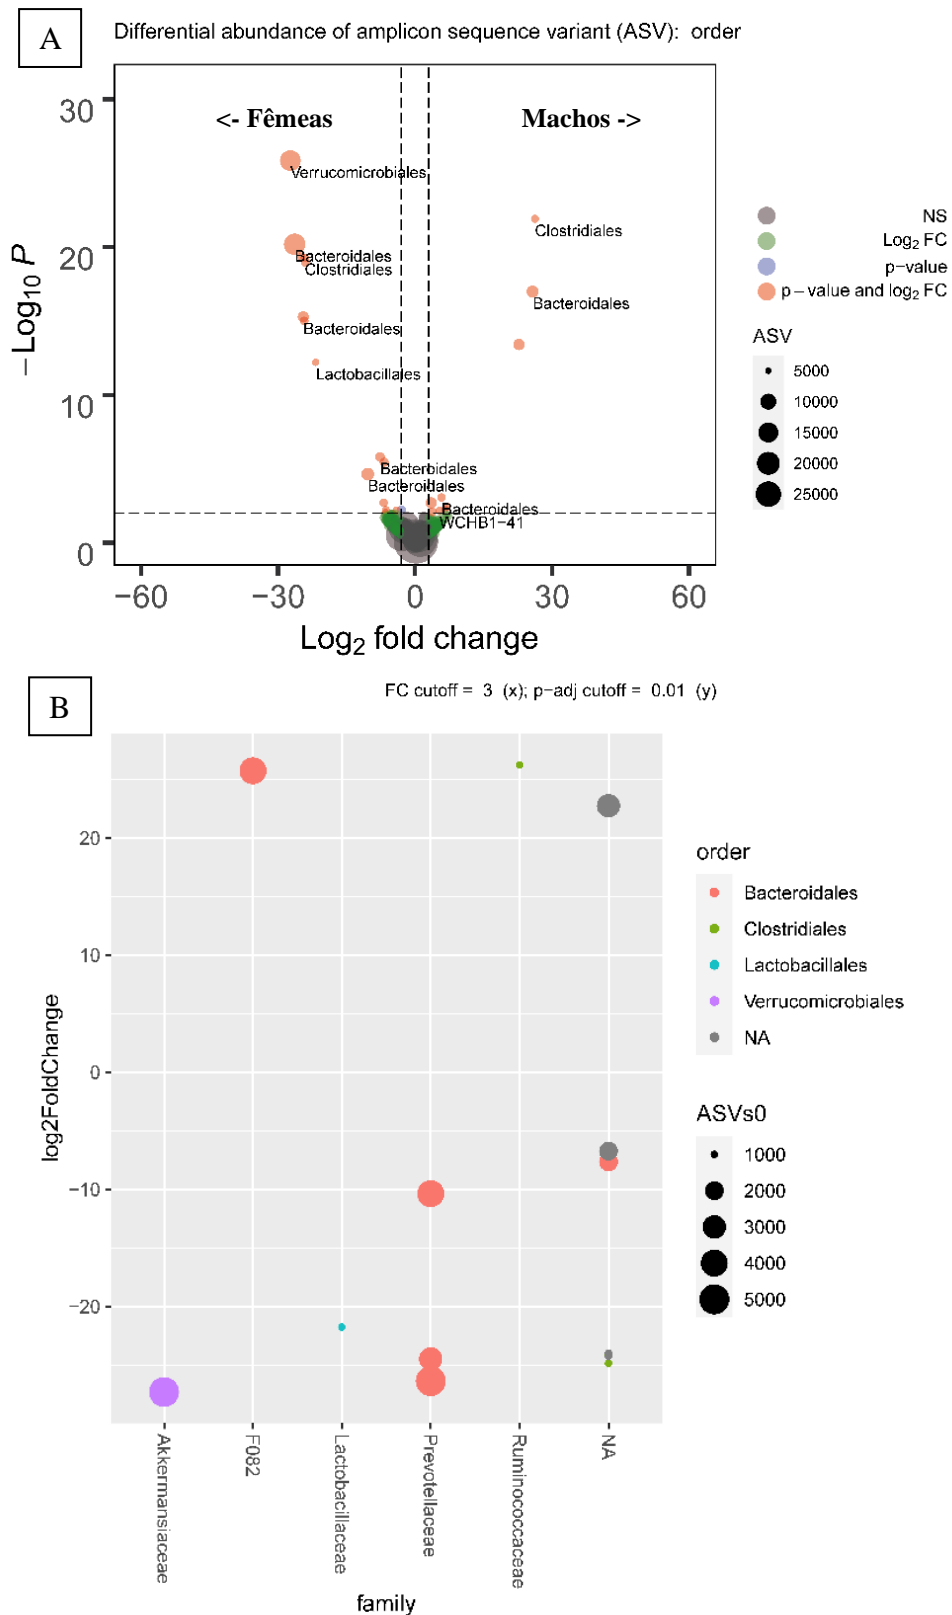 A
Differential abundance of amplicon sequence variant (ASV): order
<- Fêmeas
Machos ->
−Log10 P
30
20
10
0
Verrucomicrobiales
Bacteroidales
Clostridiales
Bacteroidales
Lactobacillales
Clostridiales
Bacteroidales
Bacteroidales
Bacteroidales
Bacteroidales
WCHB1−41
−60
−30
0
30
60
Log2 fold change
NS
Log2 FC
p−value
p − value and log2 FC
ASV
5000
10000
15000
20000
25000
FC cutoff = 3 (x); p−adj cutoff = 0.01 (y)
B
log2FoldChange
20
10
0
−10
−20
Akkermansiaceae
F082
Lactobacillaceae
Prevotellaceae
Ruminococcaceae
NA
family
order
Bacteroidales
Clostridiales
Lactobacillales
Verrucomicrobiales
NA
ASVs0
1000
2000
3000
4000
5000